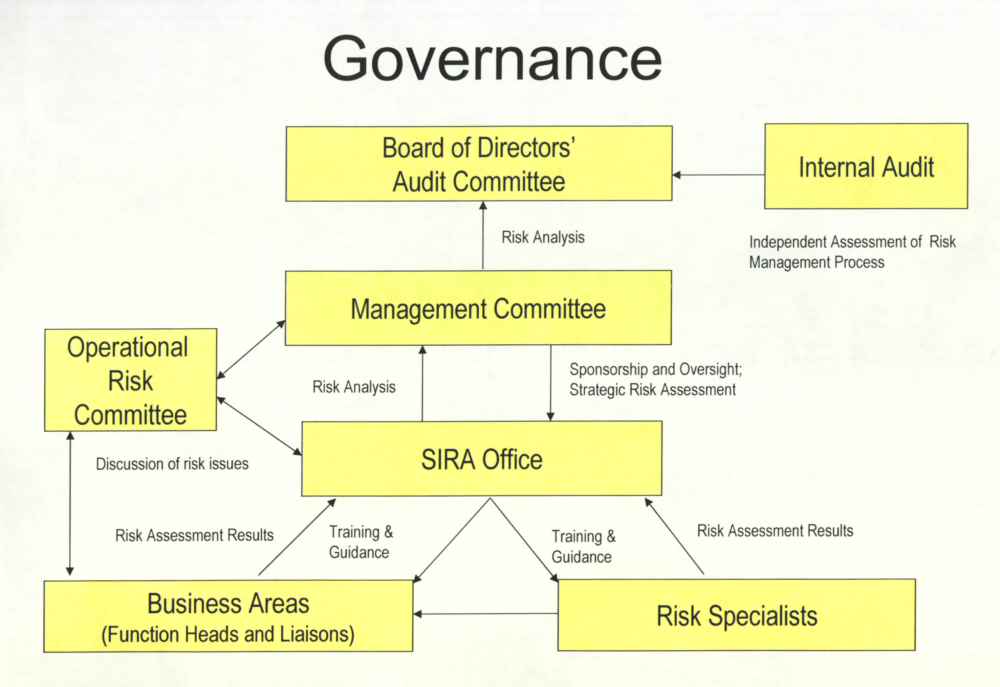 Governance
Board of Directors’
Audit Committee
Internal Audit
Risk Analysis
Independent Assessment of Risk
Management Process
Management Committee
Operational
Risk
Committee
Risk Analysis
Sponsorship and Oversight;
Strategic Risk Assessment
SIRA Office
Discussion of risk issues
Risk Assessment Results
Training &
Guidance
Training &
Guidance
Risk Assessment Results
Business Areas
(Function Heads and Liaisons)
Risk Specialists